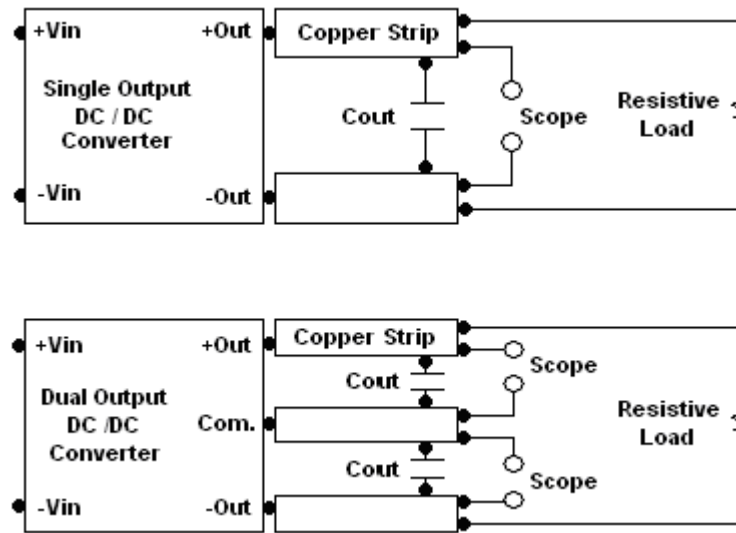 +Vin
+Out
Copper Strip
Single Output
DC / DC
Converter
Cout
Scope
Resistive
Load
-Vin
-Out
+Vin
+Out
Copper Strip
Scope
Cout
Dual Output
DC /DC
Converter
Com.
Resistive
Load
Cout
Scope
-Vin
-Out